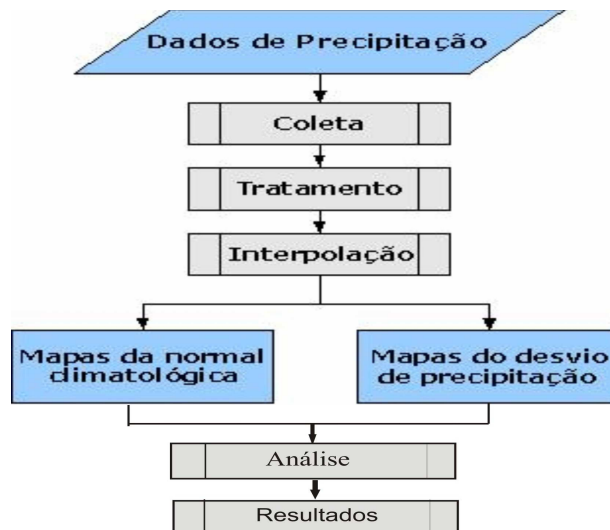 Dados de Precipitação
Coleta
Tratamento
Interpolação
Mapas da normal
climatológica
Mapas do desvio
de precipitação
Análise
Resultados